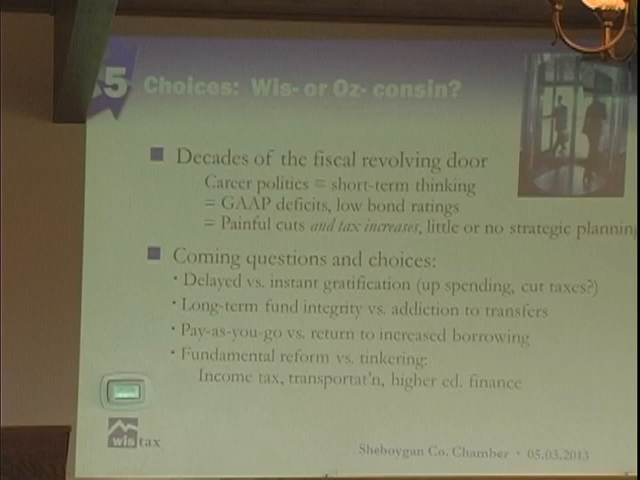 5 Choices: Wis- or Oz- consin?
■ Decades of the fiscal revolving door
Career politics = short-term thinking
= GAAP deficits, low bond ratings
= Painful cuts and tax increases, little or no strategic plannin
■ Coming questions and choices:
• Delayed vs. instant gratification (up spending, cut taxes?)
• Long-term fund integrity vs. addiction to transfers
• Pay-as-you-go vs. return to increased borrowing
• Fundamental reform vs. tinkering:
Income tax, transportat'n, higher ed. finance
wistax
Sheboygan Co. Chamber • 05.03.2013